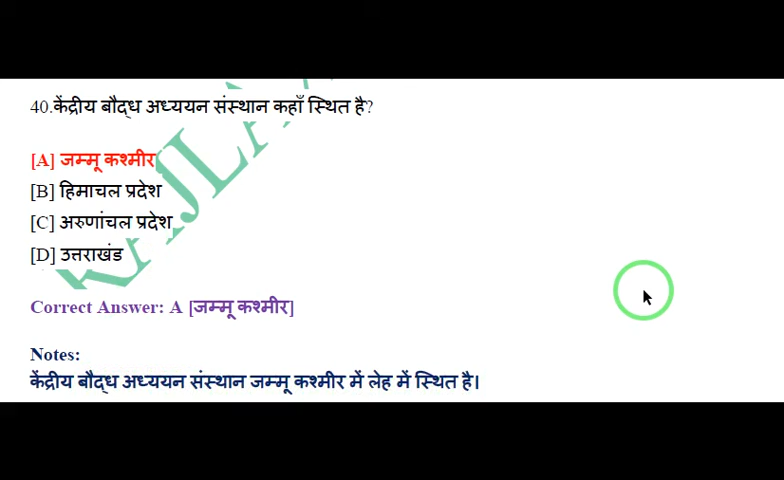 40.केंद्रीय बौद्ध अध्ययन संस्थान कहाँ स्थित है?
[A] जम्मू कश्मीर
[B] हिमाचल प्रदेश
[C] अरुणांचल प्रदेश
[D] उत्तराखंड
Correct Answer: A [जम्मू कश्मीर]
Notes:
केंद्रीय बौद्ध अध्ययन संस्थान जम्मू कश्मीर में लेह में स्थित है।